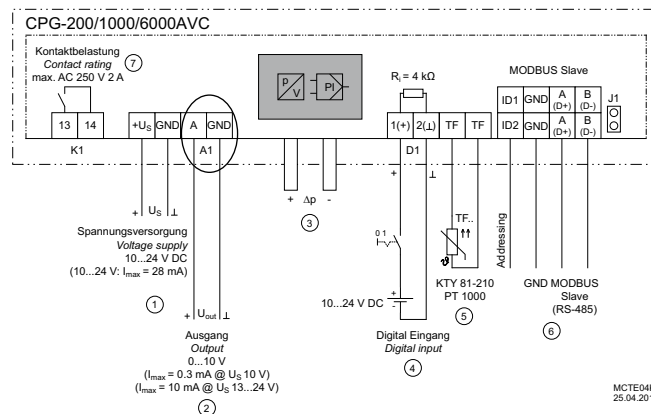 CPG-200/1000/6000AVC
Kontaktbelastung
Contact rating
max. AC 250 V 2 A
7
p
V
PI
Ri = 4 kΩ
MODBUS Slave
ID1 GND A (D+) B (D-)
J1
13 14
+US GND A GND
1(+) 2(⊥) TF TF
ID2 GND A (D+) B (D-)
K1
A1
D1
+ US ⊥
+ Δp -
3
+ ⊥
Spannungsversorgung
Voltage supply
10...24 V DC
(10...24 V: Imax = 28 mA)
1
0 1
TF..
Addressing
+
-
10...24 V DC
KTY 81-210
PT 1000
5
GND MODBUS
Slave
(RS-485)
6
+ Uout ⊥
Ausgang
Output
0...10 V
(Imax = 0.3 mA @ US 10 V)
(Imax = 10 mA @ US 13...24 V)
2
Digital Eingang
Digital input
4